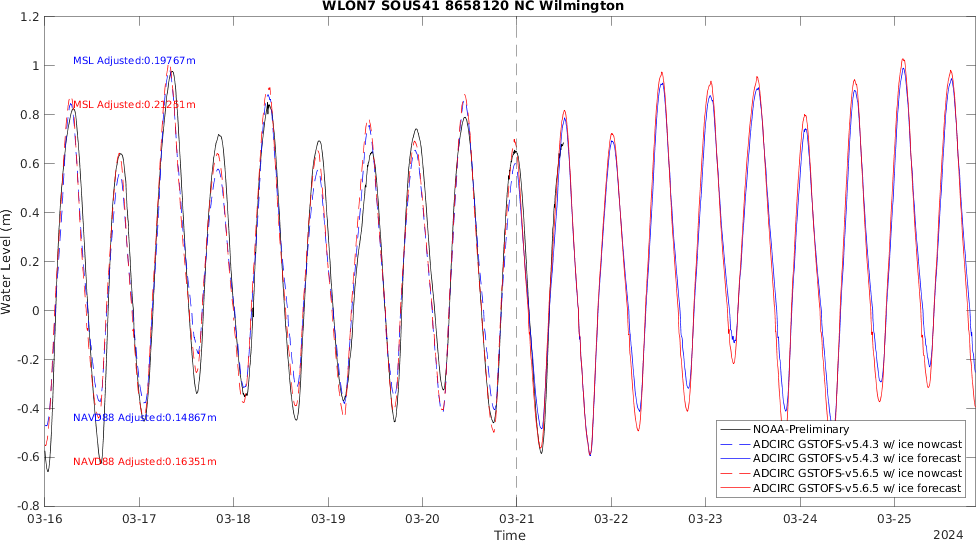 WLON7 SOUS41 8658120 NC Wilmington
1.2
1
0.8
0.6
0.4
0.2
0
-0.2
-0.4
-0.6
-0.8
Water Level (m)
MSL Adjusted:0.19767m
MSL Adjusted:0.21251m
NAVD88 Adjusted:0.14867m
NAVD88 Adjusted:0.16351m
NOAA-Preliminary
ADCIRC GSTOFS-v5.4.3 w/ ice nowcast
ADCIRC GSTOFS-v5.4.3 w/ ice forecast
ADCIRC GSTOFS-v5.6.5 w/ ice nowcast
ADCIRC GSTOFS-v5.6.5 w/ ice forecast
03-16 03-17 03-18 03-19 03-20 03-21 03-22 03-23 03-24 03-25
Time
2024